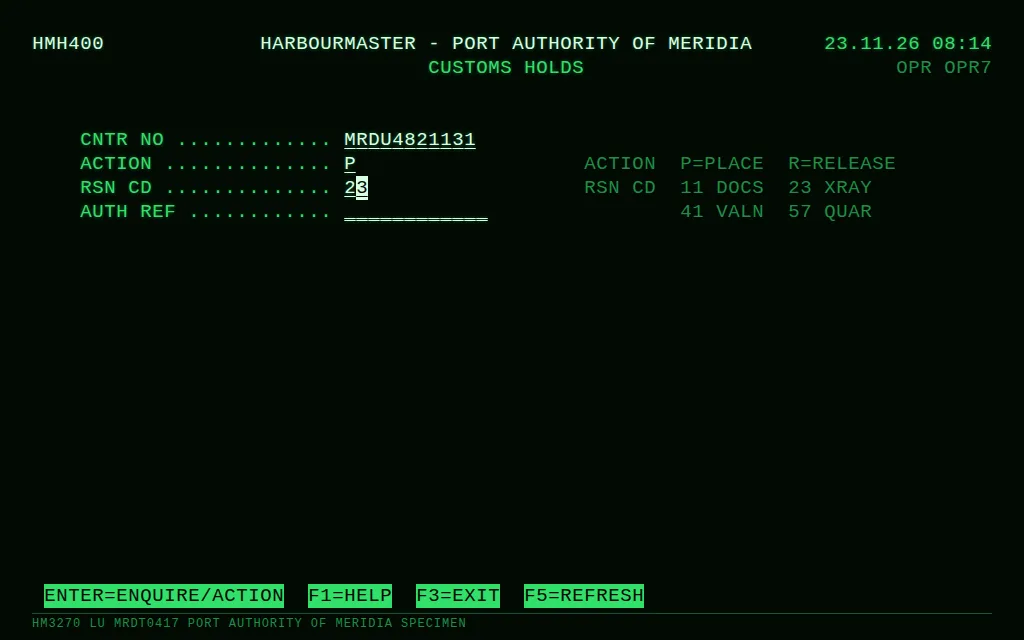 HMH400 HARBOURMASTER - PORT AUTHORITY OF MERIDIA 23.11.26 08:14
CUSTOMS HOLDS OPR OPR7
CNTR NO ............. MRDU4821131
ACTION .............. P ACTION P=PLACE R=RELEASE
RSN CD .............. 23 RSN CD 11 DOCS 23 XRAY
AUTH REF ............ ____________ 41 VALN 57 QUAR
ENTER=ENQUIRE/ACTION F1=HELP F3=EXIT F5=REFRESH
HM3270 LU MRDT0417 PORT AUTHORITY OF MERIDIA SPECIMEN